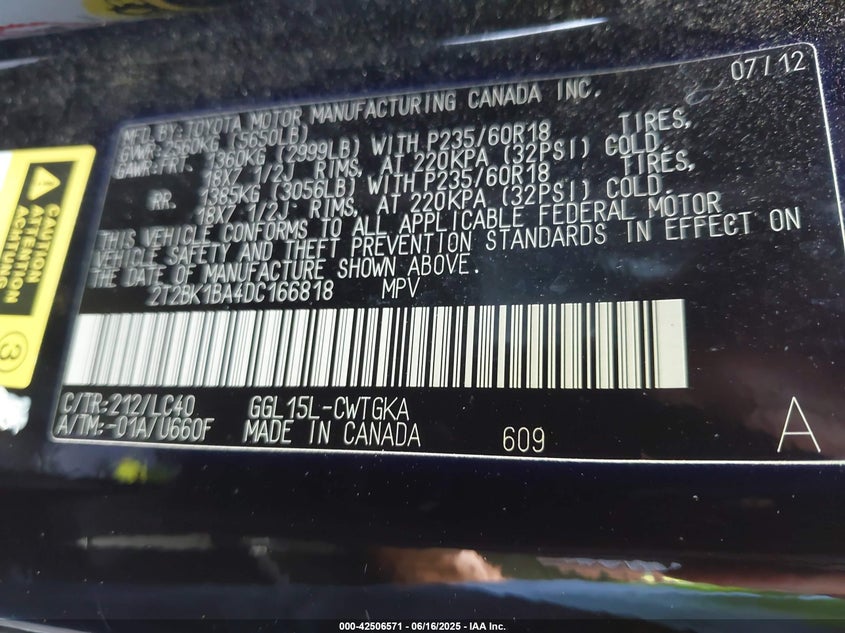 07/12
MFD.BY:TOYOTA MOTOR MANUFACTURING CANADA INC.
GVWR:2560KG (5650LB)
GAWR:FRT. 1360KG (2999LB) WITH P235/60R18 TIRES,
18X7 1/2J RIMS, AT 220KPA (32PSI) COLD.
RR. 1385KG (3056LB) WITH P235/60R18 TIRES,
18X7 1/2J RIMS, AT 220KPA (32PSI) COLD.
THIS VEHICLE CONFORMS TO ALL APPLICABLE FEDERAL MOTOR
VEHICLE SAFETY AND THEFT PREVENTION STANDARDS IN EFFECT ON
THE DATE OF MANUFACTURE SHOWN ABOVE.
2T2BK1BA4DC166818 MPV
C/TR:212/LC40 GGL15L-CWTGKA
A/TM:-01A/U660F MADE IN CANADA 609 A
CAUTION
ATTENTION
ACHTUNG
3
000-42506571 - 06/16/2025 - IAA Inc.